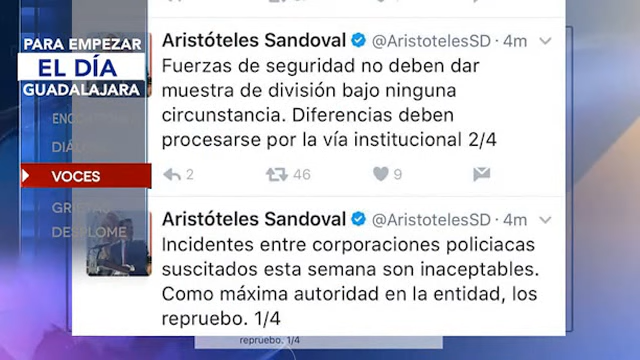 PARA EMPEZAR
EL DÍA
GUADALAJARA
VOCES
DESPLOME
Aristóteles Sandoval @AristotelesSD · 4m
Fuerzas de seguridad no deben dar
muestra de división bajo ninguna
circunstancia. Diferencias deben
procesarse por la vía institucional 2/4
2 46 9
Aristóteles Sandoval @AristotelesSD · 4m
Incidentes entre corporaciones policiacas
suscitados esta semana son inaceptables.
Como máxima autoridad en la entidad, los
repruebo. 1/4
repruebo. 1/4